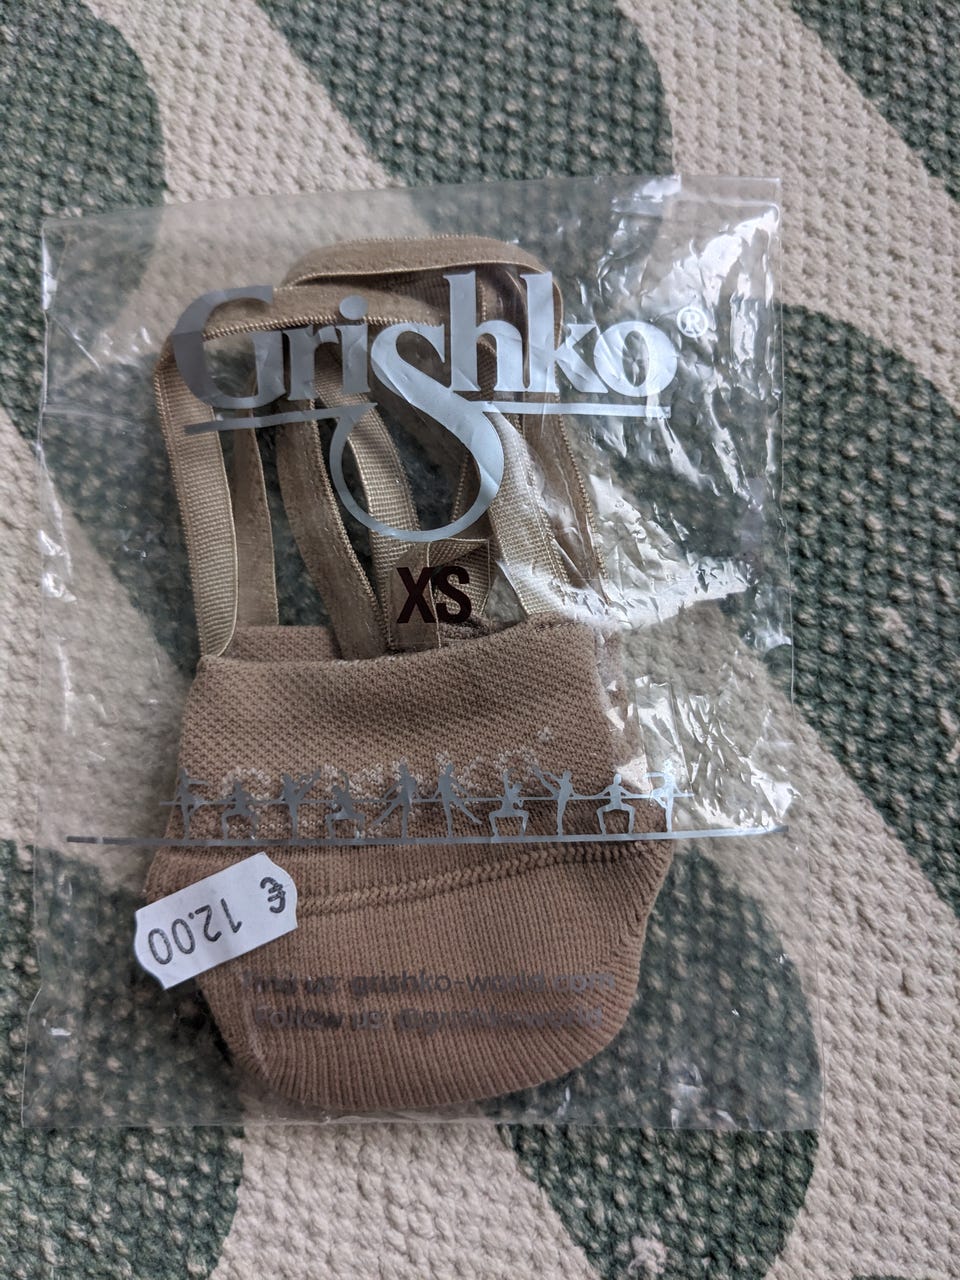 Grishko®
XS
€ 12.00
Find us: grishko-world.com
Follow us @grishkoworld